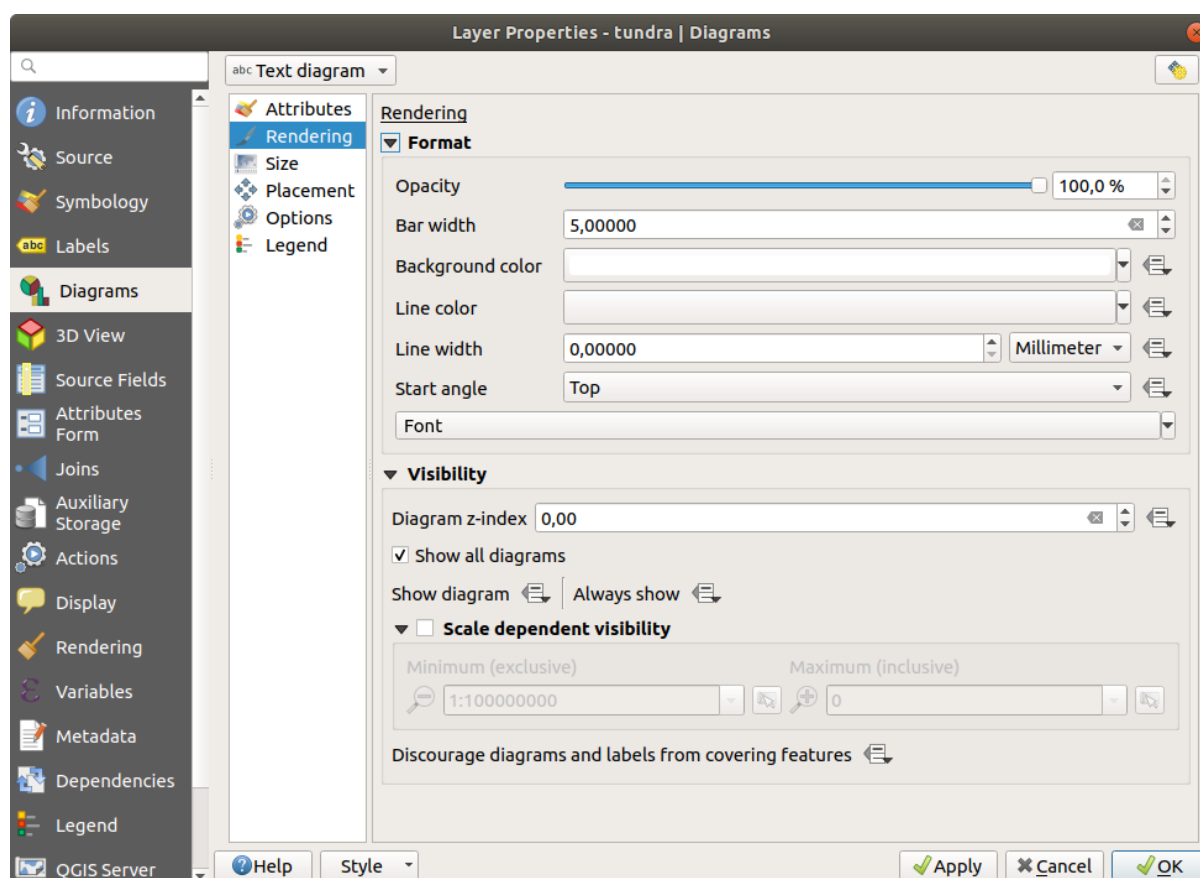 Layer Properties - tundra | Diagrams
abc Text diagram
Information
Source
Symbology
abc Labels
Diagrams
3D View
Source Fields
Attributes
Form
Joins
Auxiliary
Storage
Actions
Display
Rendering
Variables
Metadata
Dependencies
Legend
QGIS Server
Attributes
Rendering
Size
Placement
Options
Legend
Rendering
Format
Opacity 100,0 %
Bar width 5,00000
Background color
Line color
Line width 0,00000 Millimeter
Start angle Top
Font
Visibility
Diagram z-index 0,00
Show all diagrams
Show diagram Always show
Scale dependent visibility
Minimum (exclusive) Maximum (inclusive)
1:100000000 0
Discourage diagrams and labels from covering features
Help Style Apply Cancel OK